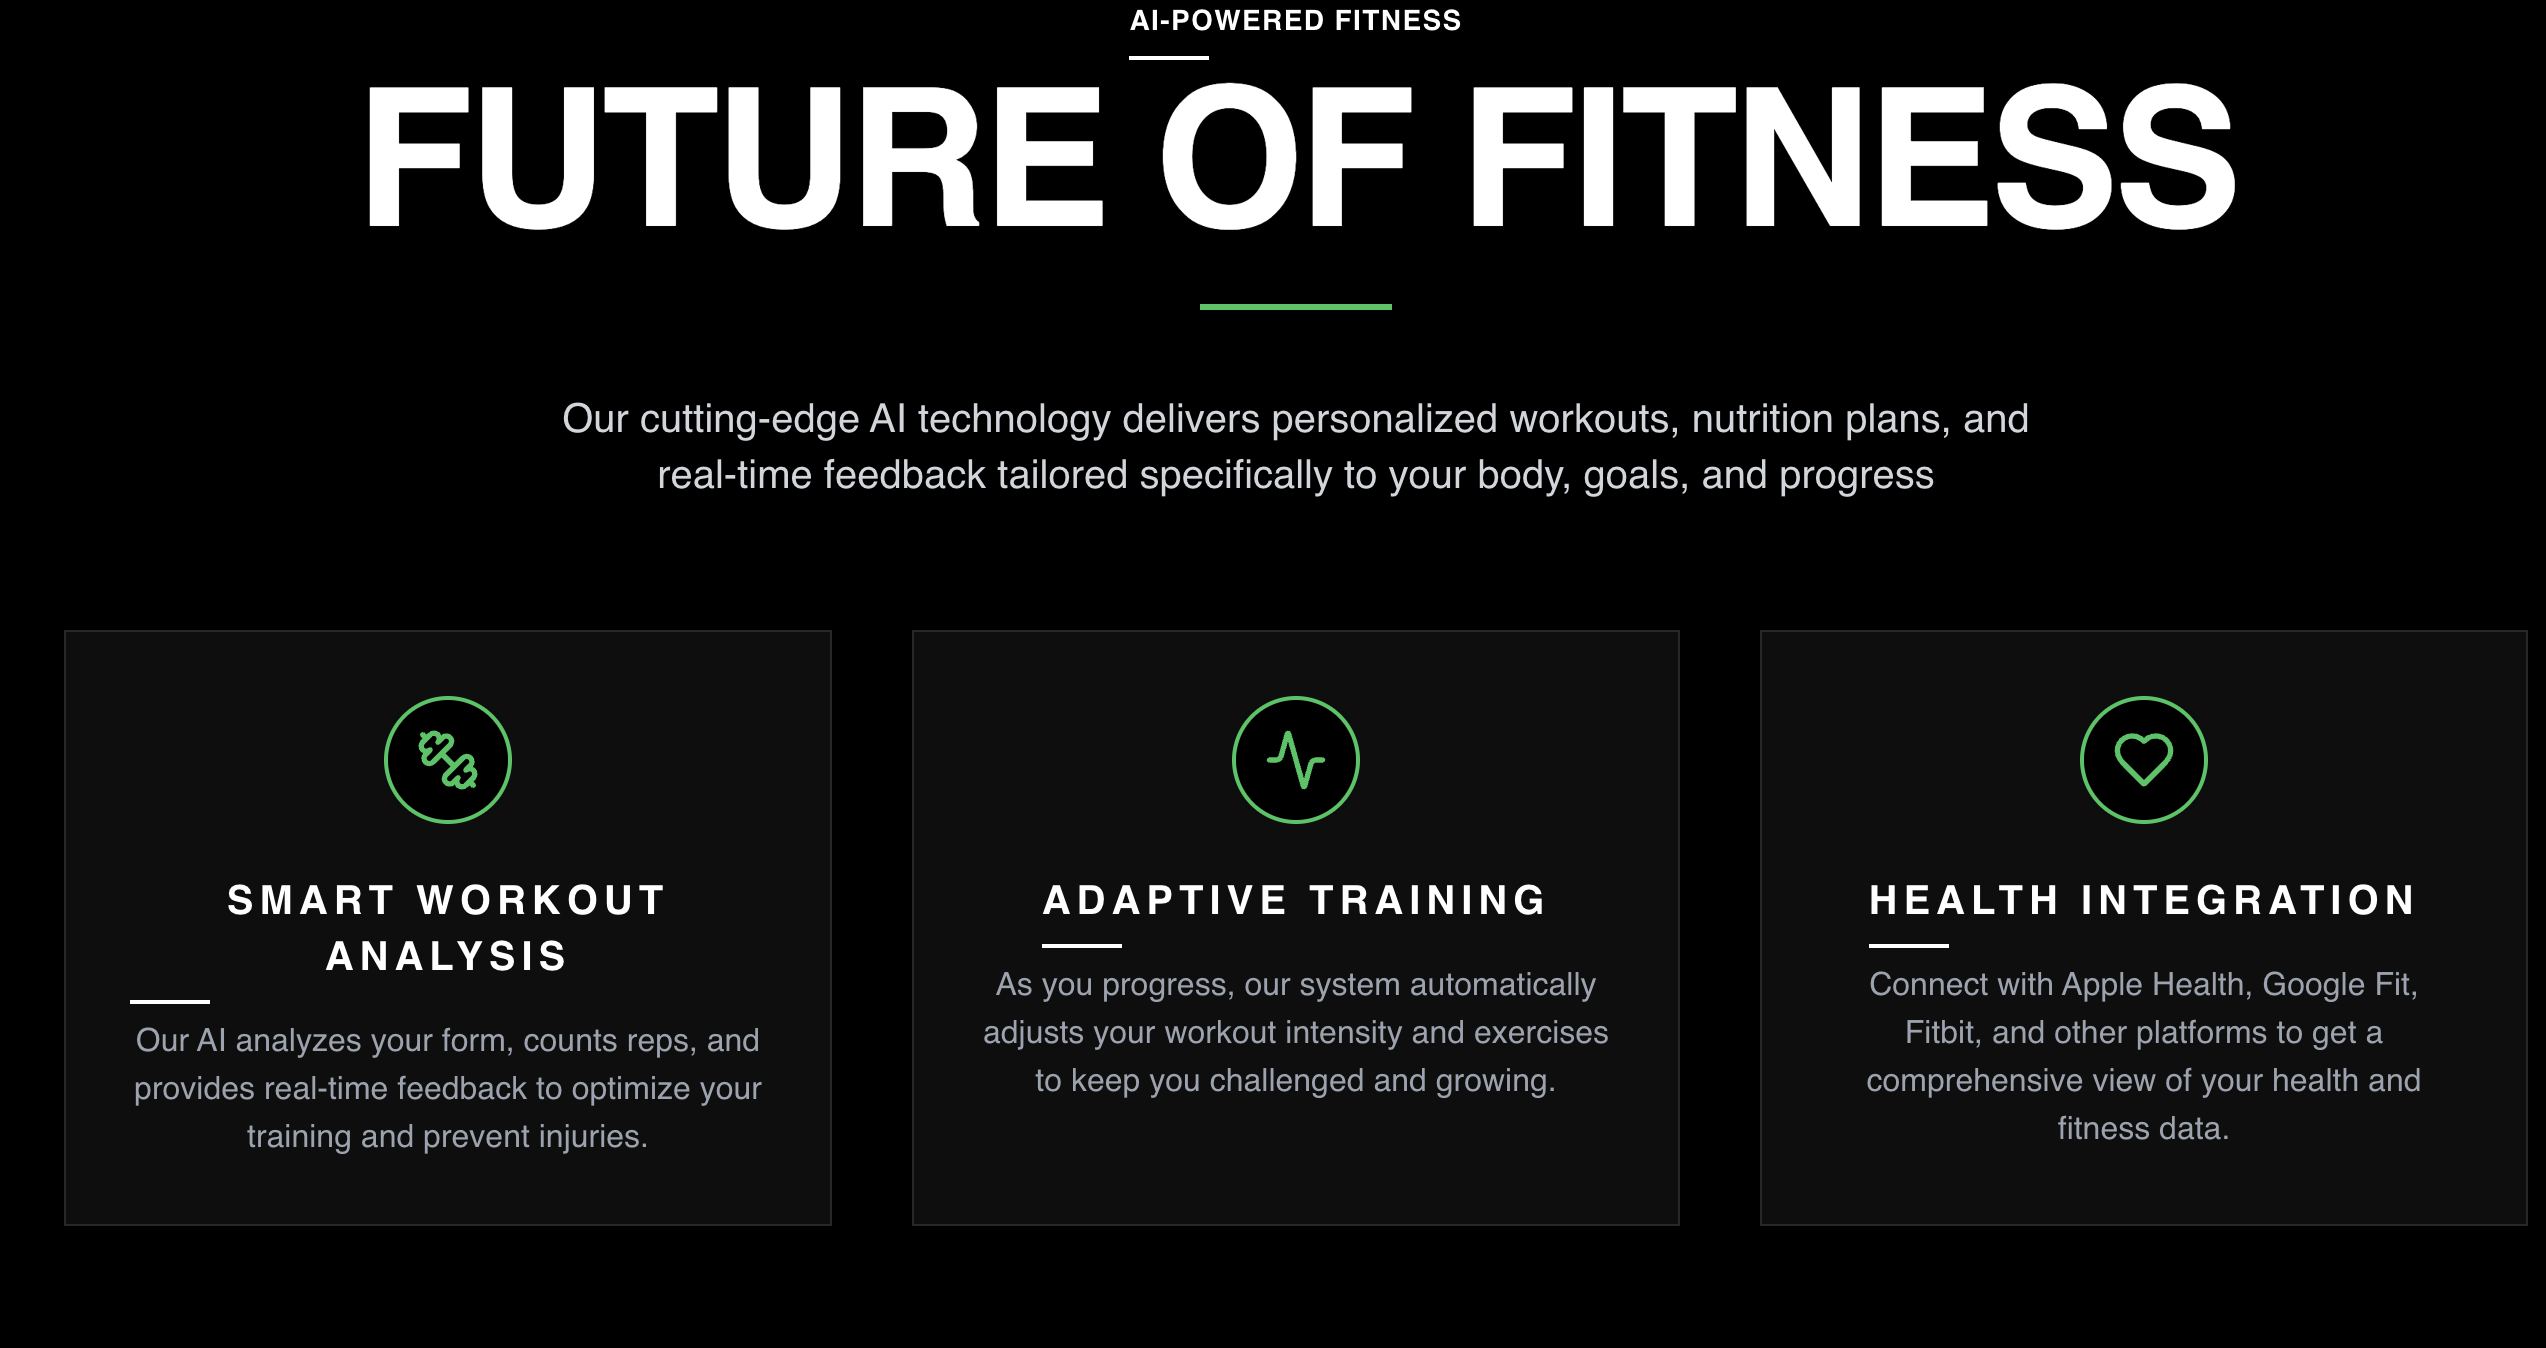 AI-POWERED FITNESS
FUTURE OF FITNESS
Our cutting-edge AI technology delivers personalized workouts, nutrition plans, and
real-time feedback tailored specifically to your body, goals, and progress
SMART WORKOUT
ANALYSIS
Our AI analyzes your form, counts reps, and
provides real-time feedback to optimize your
training and prevent injuries.
ADAPTIVE TRAINING
As you progress, our system automatically
adjusts your workout intensity and exercises
to keep you challenged and growing.
HEALTH INTEGRATION
Connect with Apple Health, Google Fit,
Fitbit, and other platforms to get a
comprehensive view of your health and
fitness data.